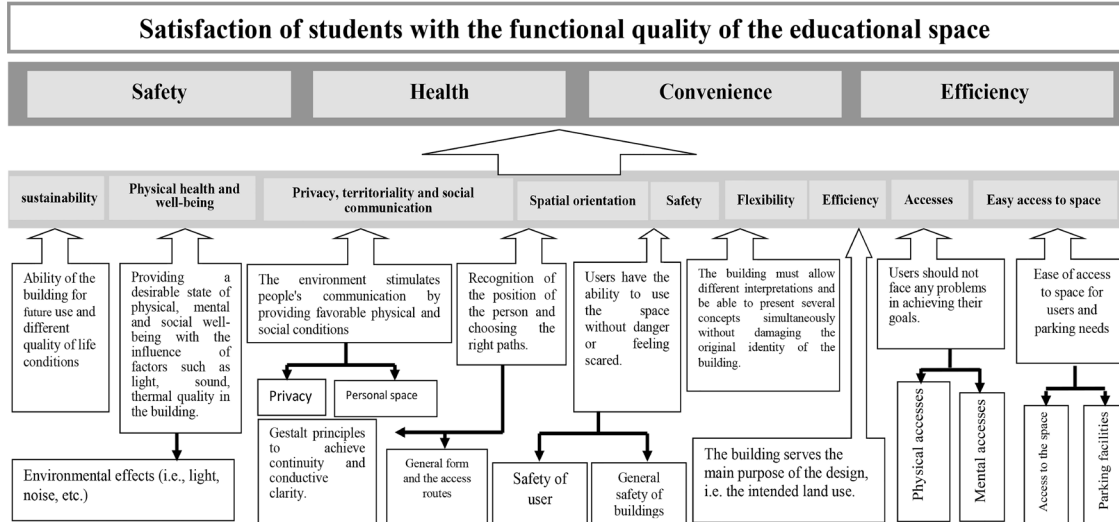 Satisfaction of students with the functional quality of the educational space
Safety
Health
Convenience
Efficiency
sustainability
Physical health and
well-being
Privacy, territoriality and social
communication
Spatial orientation
Safety
Flexibility
Efficiency
Accesses
Easy access to space
Ability of the
building for
future use and
different
quality of life
conditions
Providing a
desirable state of
physical, mental
and social well-
being with the
influence of
factors such as
light, sound,
thermal quality in
the building.
The environment stimulates
people's communication by
providing favorable physical and
social conditions
Recognition of
the position of
the person and
choosing the
right paths.
Users have the
ability to use
the space
without danger
or feeling
scared.
The building must allow
different interpretations and
be able to present several
concepts simultaneously
without damaging the
original identity of the
building.
Users should not
face any problems
in achieving their
goals.
Ease of access
to space for
users and
parking needs
Privacy
Personal space
Physical accesses
Mental accesses
Access to the space
Parking facilities
Environmental effects (i.e., light,
noise, etc.)
Gestalt principles
to achieve
continuity and
conductive
clarity.
General form
and the access
routes
Safety of
user
General
safety of
buildings
The building serves the
main purpose of the design,
i.e. the intended land use.